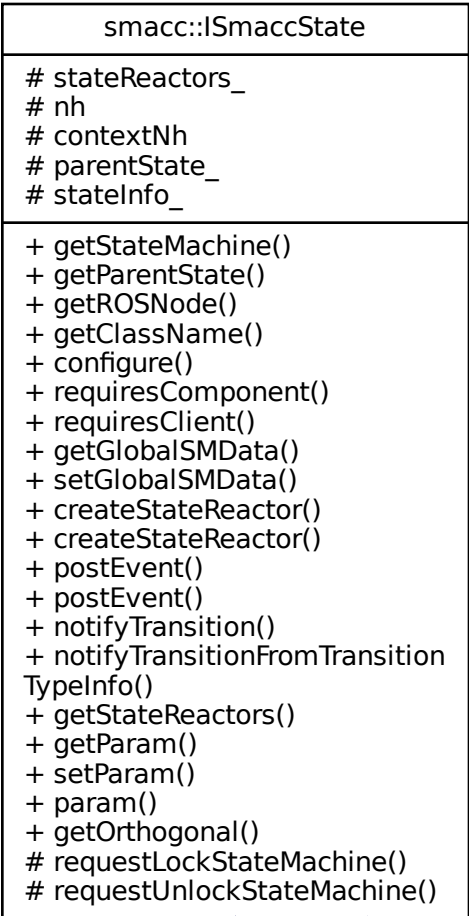 smacc::ISmaccState
# stateReactors_
# nh
# contextNh
# parentState_
# stateInfo_
+ getStateMachine()
+ getParentState()
+ getROSNode()
+ getClassName()
+ configure()
+ requiresComponent()
+ requiresClient()
+ getGlobalSMData()
+ setGlobalSMData()
+ createStateReactor()
+ createStateReactor()
+ postEvent()
+ postEvent()
+ notifyTransition()
+ notifyTransitionFromTransition
TypeInfo()
+ getStateReactors()
+ getParam()
+ setParam()
+ param()
+ getOrthogonal()
# requestLockStateMachine()
# requestUnlockStateMachine()